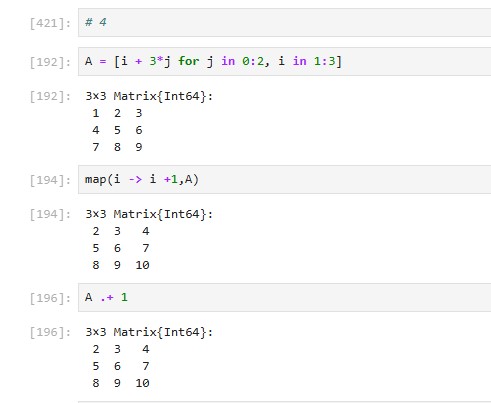 [421]: # 4
[192]: A = [i + 3*j for j in 0:2, i in 1:3]
[192]: 3×3 Matrix{Int64}:
1 2 3
4 5 6
7 8 9
[194]: map(i -> i +1,A)
[194]: 3×3 Matrix{Int64}:
2 3 4
5 6 7
8 9 10
[196]: A .+ 1
[196]: 3×3 Matrix{Int64}:
2 3 4
5 6 7
8 9 10